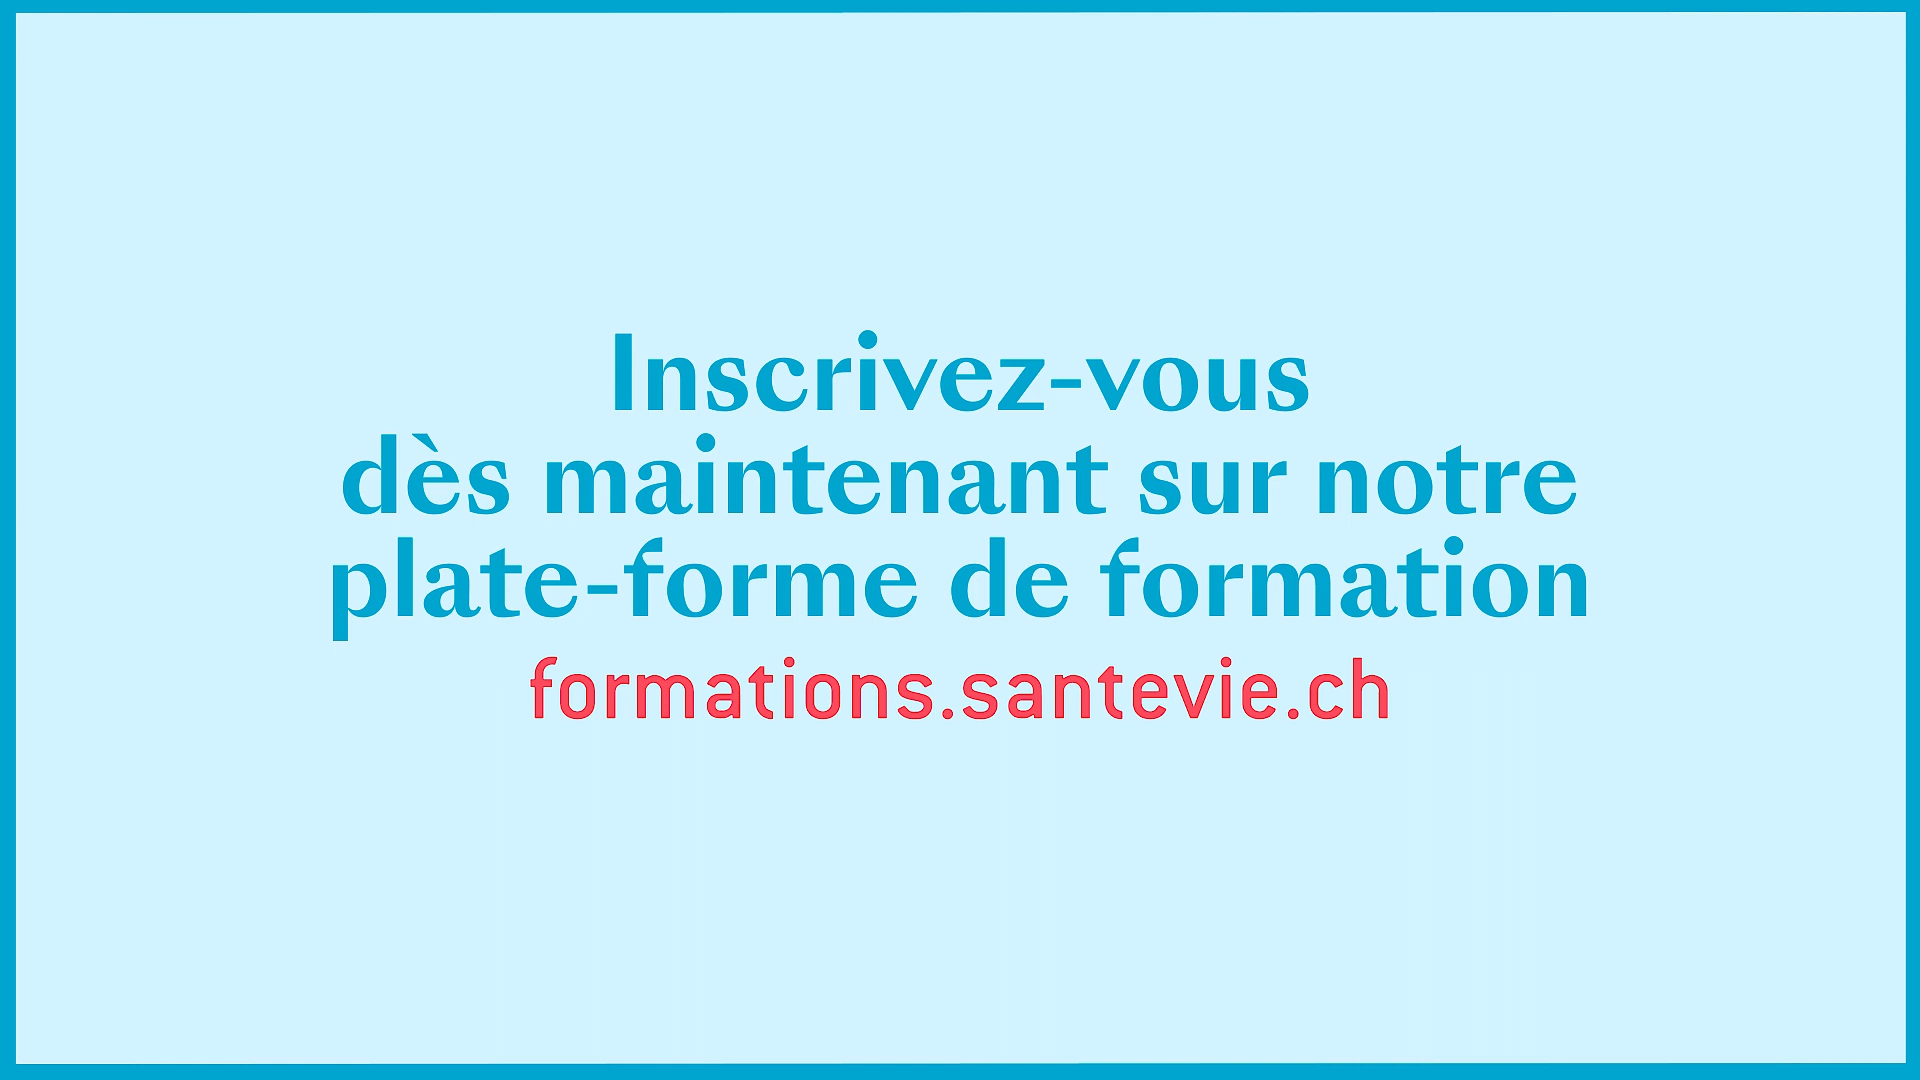 Inscrivez-vous
dès maintenant sur notre
plate-forme de formation
formations.santevie.ch